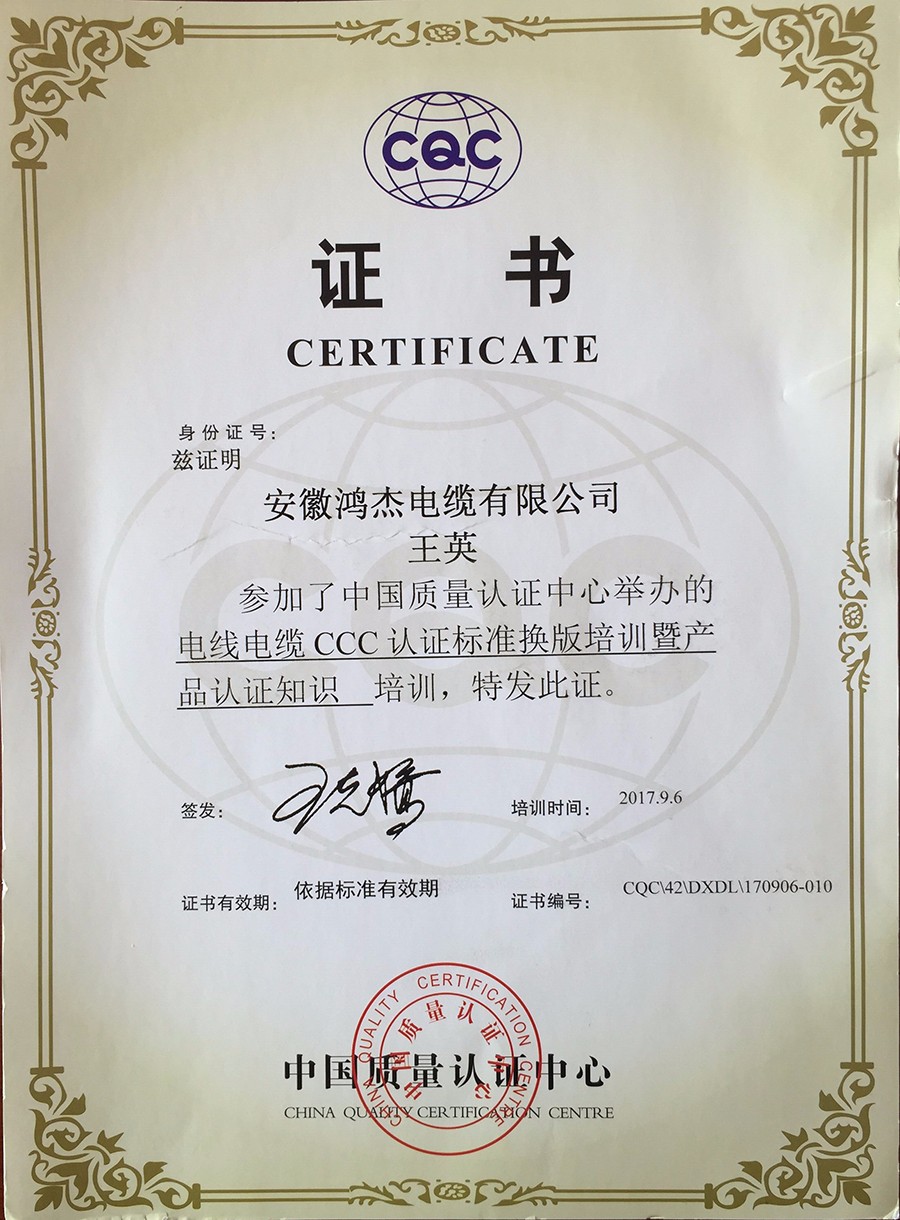 CQC
证 书
CERTIFICATE
身份证号：
兹证明
安徽鸿杰电缆有限公司
王英
参加了中国质量认证中心举办的
电线电缆 CCC 认证标准换版培训暨产
品认证知识 培训，特发此证。
签发： 培训时间： 2017.9.6
证书有效期： 依据标准有效期 证书编号： CQC\42\DXDL\170906-010
CHINA QUALITY CERTIFICATION CENTRE
中国质量认证中心
中国质量认证中心
CHINA QUALITY CERTIFICATION CENTRE